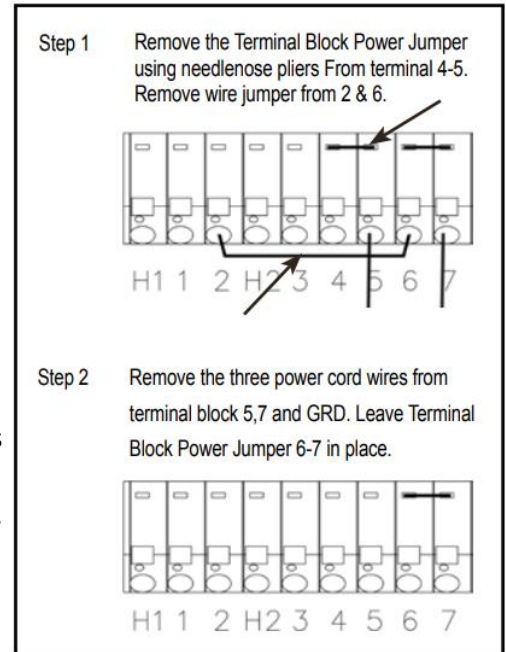 Step 1 Remove the Terminal Block Power Jumper
using needlenose pliers From terminal 4-5.
Remove wire jumper from 2 & 6.
H1 1 2 H2 3 4 5 6 7
Step 2 Remove the three power cord wires from
terminal block 5,7 and GRD. Leave Terminal
Block Power Jumper 6-7 in place.
H1 1 2 H2 3 4 5 6 7